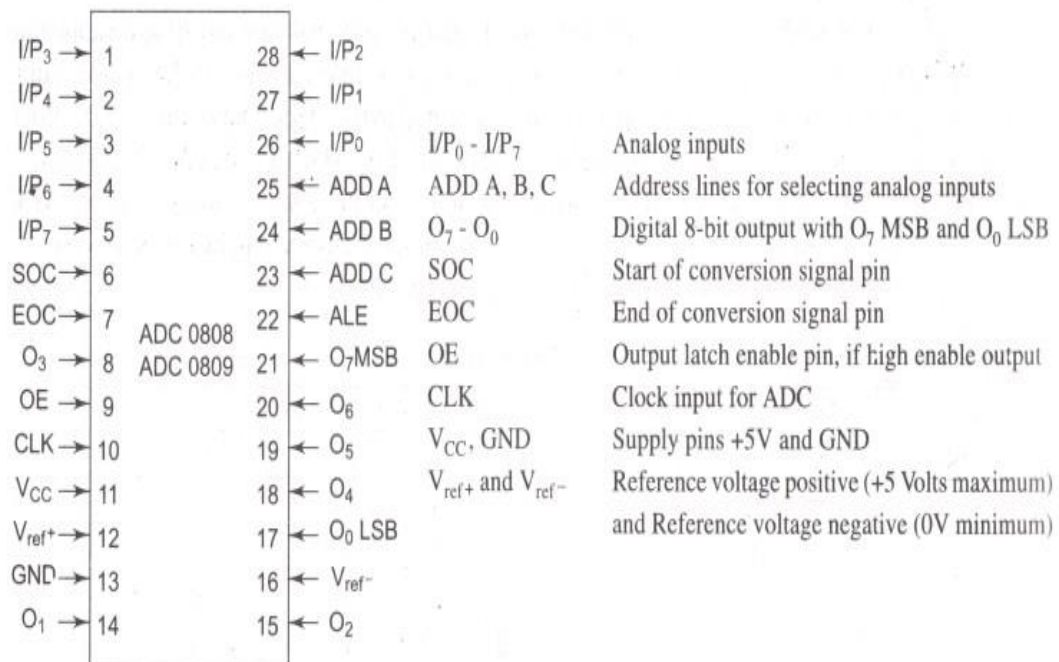 I/P₃ 1 28 I/P₂
I/P₄ 2 27 I/P₁
I/P₅ 3 26 I/P₀ I/P₀ - I/P₇ Analog inputs
I/P₆ 4 25 ADD A ADD A, B, C Address lines for selecting analog inputs
I/P₇ 5 24 ADD B O₇ - O₀ Digital 8-bit output with O₇ MSB and O₀ LSB
SOC 6 23 ADD C SOC Start of conversion signal pin
EOC 7 22 ALE EOC End of conversion signal pin
ADC 0808
O₃ 8 ADC 0809 21 O₇MSB OE Output latch enable pin, if high enable output
OE 9 20 O₆ CLK Clock input for ADC
CLK 10 19 O₅ V_CC, GND Supply pins +5V and GND
V_CC 11 18 O₄ V_ref+ and V_ref- Reference voltage positive (+5 Volts maximum)
V_ref+ 12 17 O₀ LSB and Reference voltage negative (0V minimum)
GND 13 16 V_ref-
O₁ 14 15 O₂